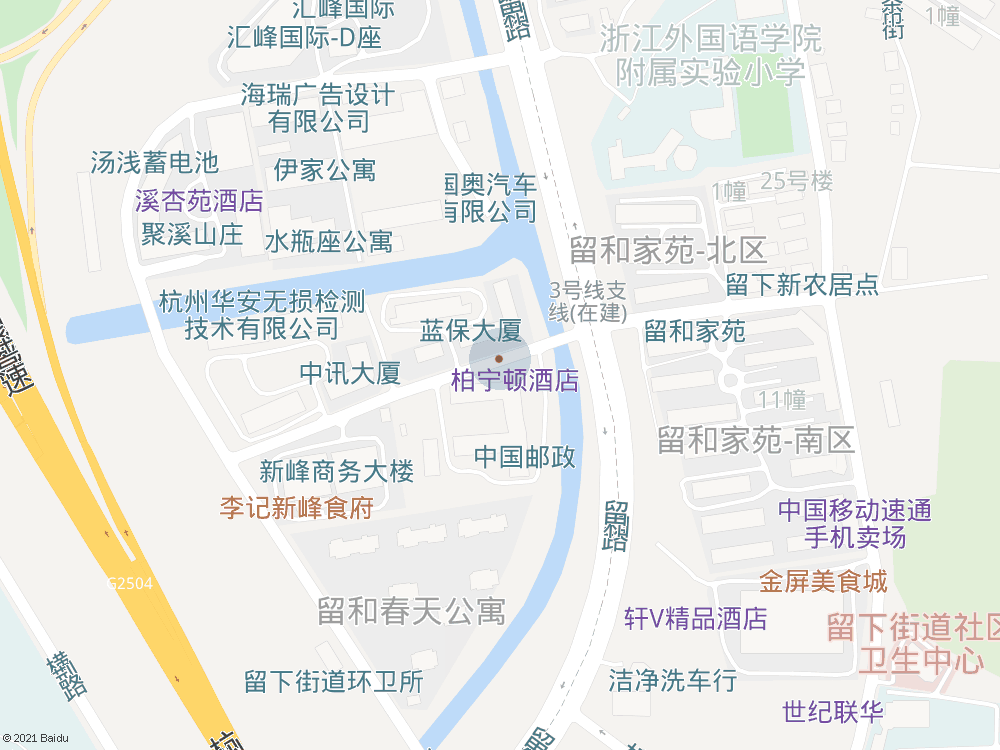 汇峰国际
汇峰国际-D座
海瑞广告设计
有限公司
汤浅蓄电池
伊家公寓
溪杏苑酒店
聚溪山庄
水瓶座公寓
国奥汽车
有限公司
浙江外国语学院
附属实验小学
1幢
1幢
25号楼
留和家苑-北区
3号线支
线(在建)
留下新农居点
留和家苑
杭州华安无损检测
技术有限公司
蓝保大厦
中讯大厦
柏宁顿酒店
11幢
留和家苑-南区
新峰商务大楼
李记新峰食府
中国邮政
留和路
中国移动速通
手机卖场
金屏美食城
轩V精品酒店
留下街道社区
卫生中心
留和春天公寓
G2504
横路
留下街道环卫所
洁净洗车行
世纪联华
杭
留
© 2021 Baidu